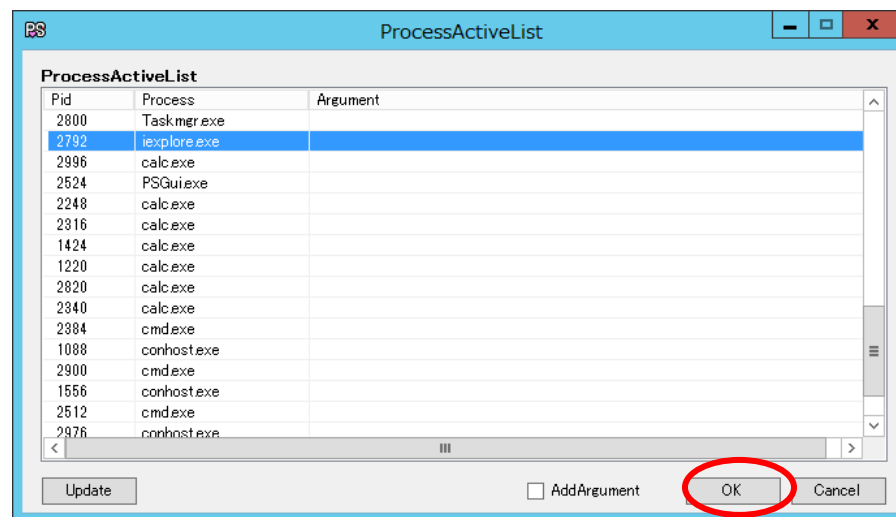 PS ProcessActiveList
ProcessActiveList
Pid Process Argument
2800 Taskmgr.exe
2792 iexplore.exe
2996 calc.exe
2524 PSGui.exe
2248 calc.exe
2316 calc.exe
1424 calc.exe
1220 calc.exe
2820 calc.exe
2340 calc.exe
2384 cmd.exe
1088 conhost.exe
2900 cmd.exe
1556 conhost.exe
2512 cmd.exe
2976 conhost.exe
Update AddArgument OK Cancel